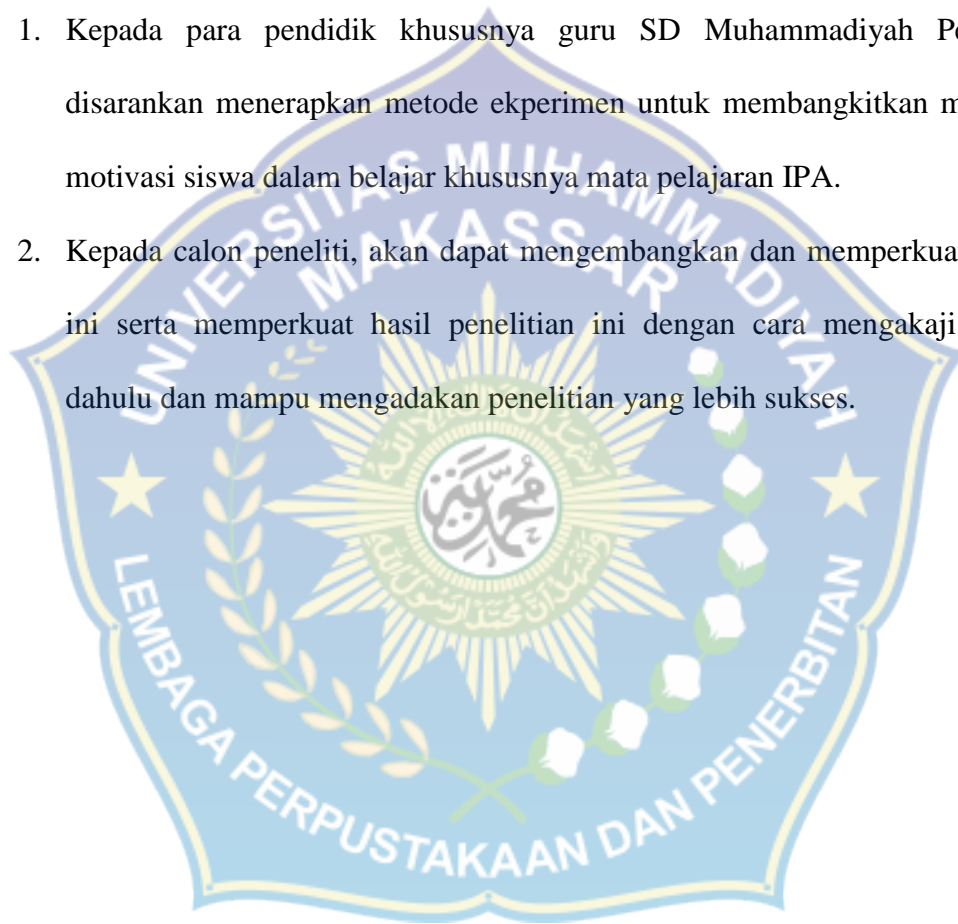 1. Kepada para pendidik khususnya guru SD Muhammadiyah
disarankan menerapkan metode ekperimen untuk membangkitkan
motivasi siswa dalam belajar khususnya mata pelajaran IPA.
2. Kepada calon peneliti, akan dapat mengembangkan dan
ini serta memperkuat hasil penelitian ini dengan cara mengakaji
dahulu dan mampu mengadakan penelitian yang lebih sukses.
UNIVERSITAS MUHAMMADIYAH
MAKASSAR
محمد
LEMBAGA PERPUSTAKAAN DAN PENERBITAN